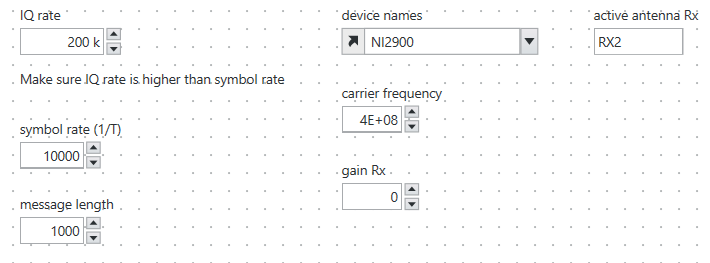 IQ rate
200 k
Make sure IQ rate is higher than symbol rate
symbol rate (1/T)
10000
message length
1000
device names
NI2900
carrier frequency
4E+08
gain Rx
0
active antenna Rx
RX2